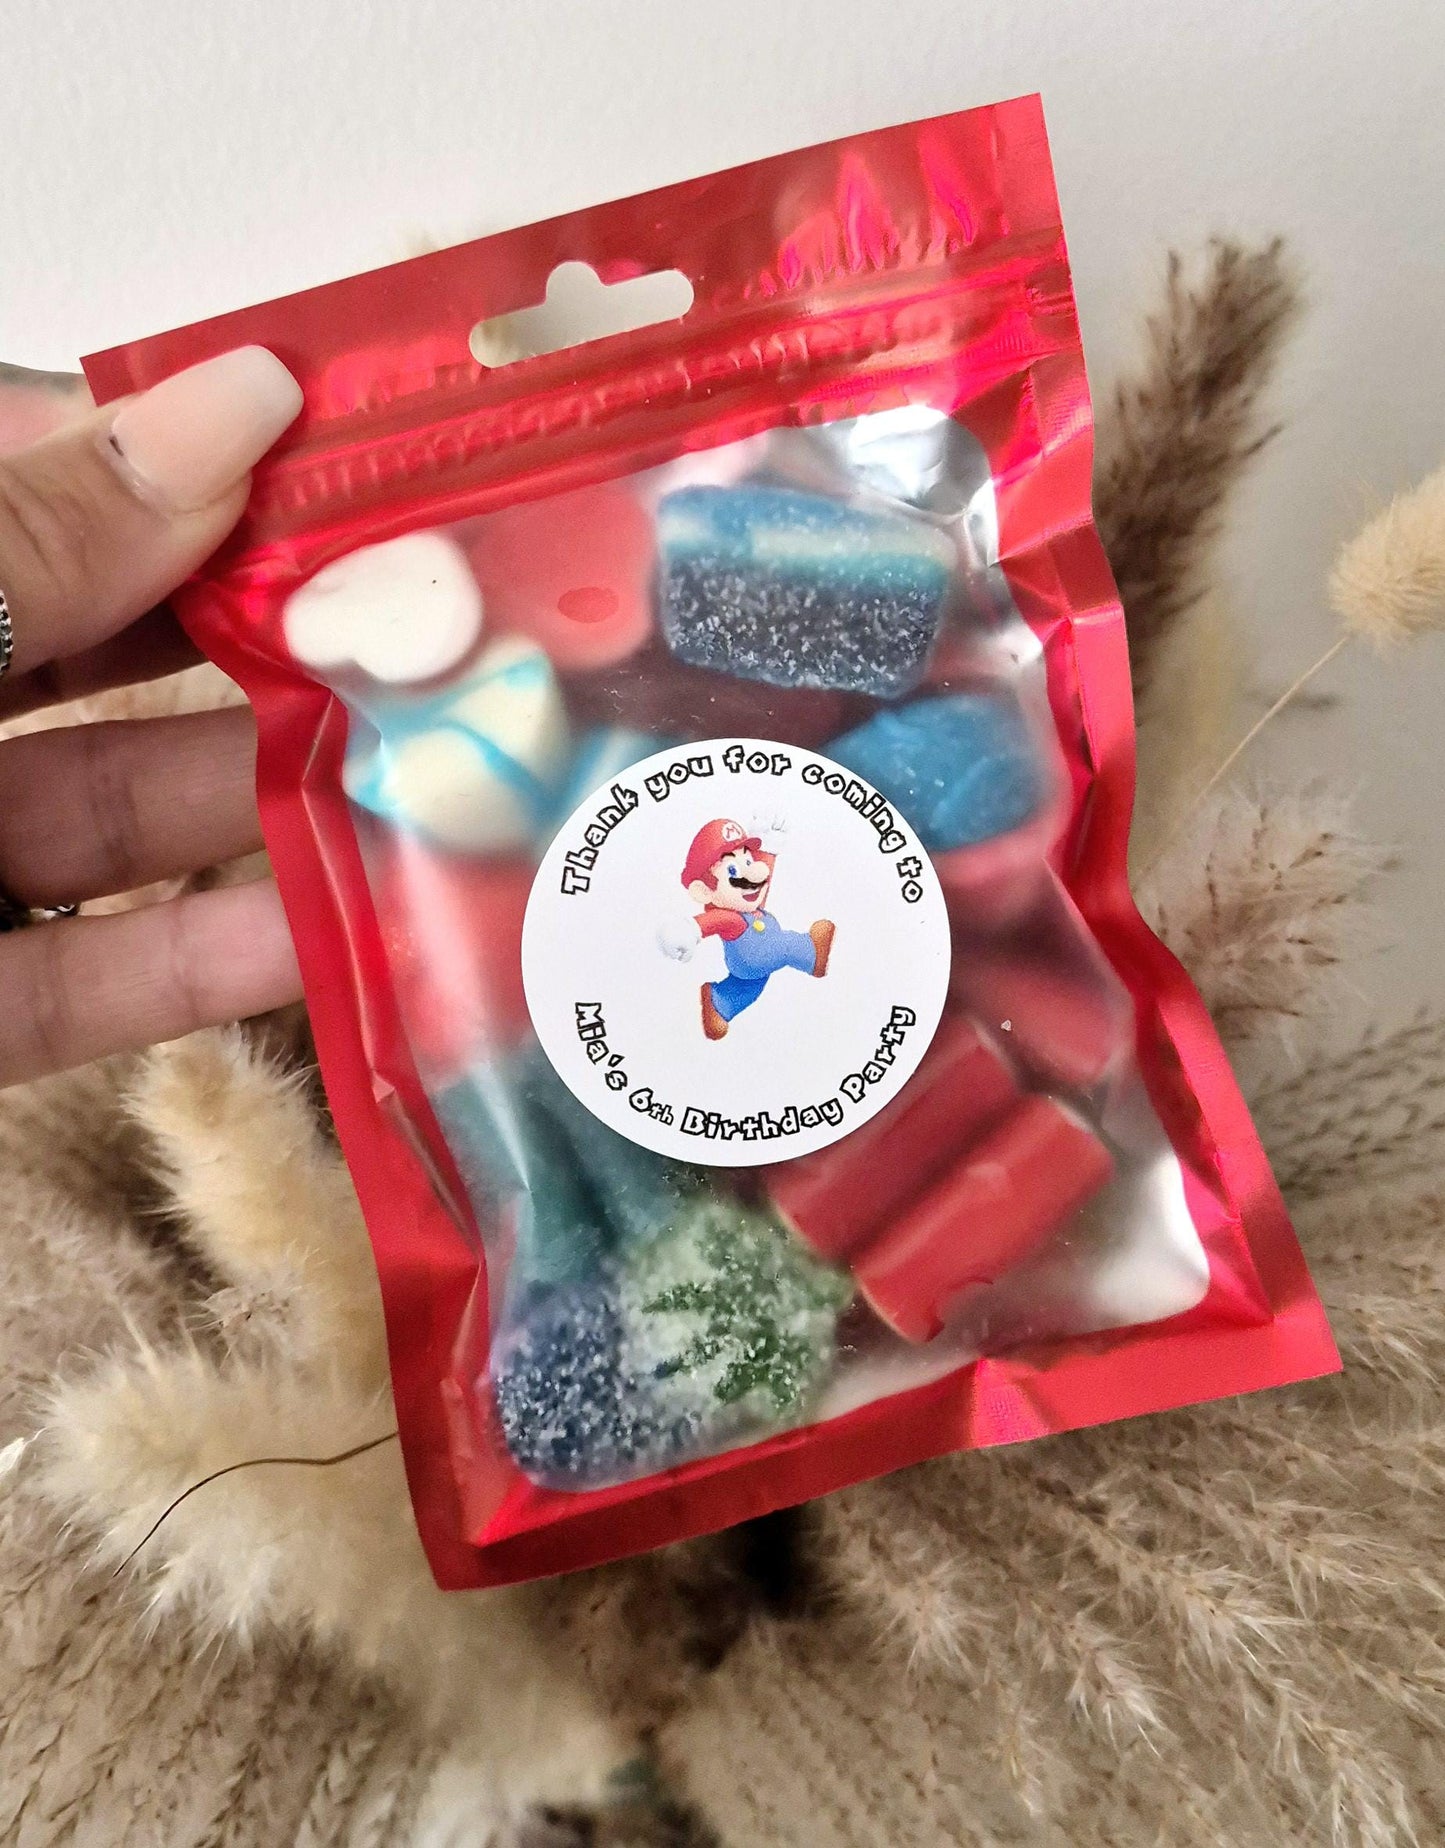 Thank you for coming to
M
Mia's 6th Birthday Party